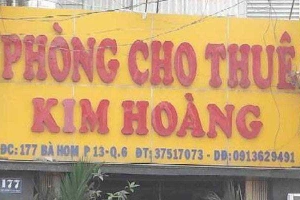 PHÒNG CHO THUÊ
KIM HOÀNG
ĐC: 177 BÀ HOM P 13-Q.6 ĐT: 37517073 - DĐ: 0913629491
177